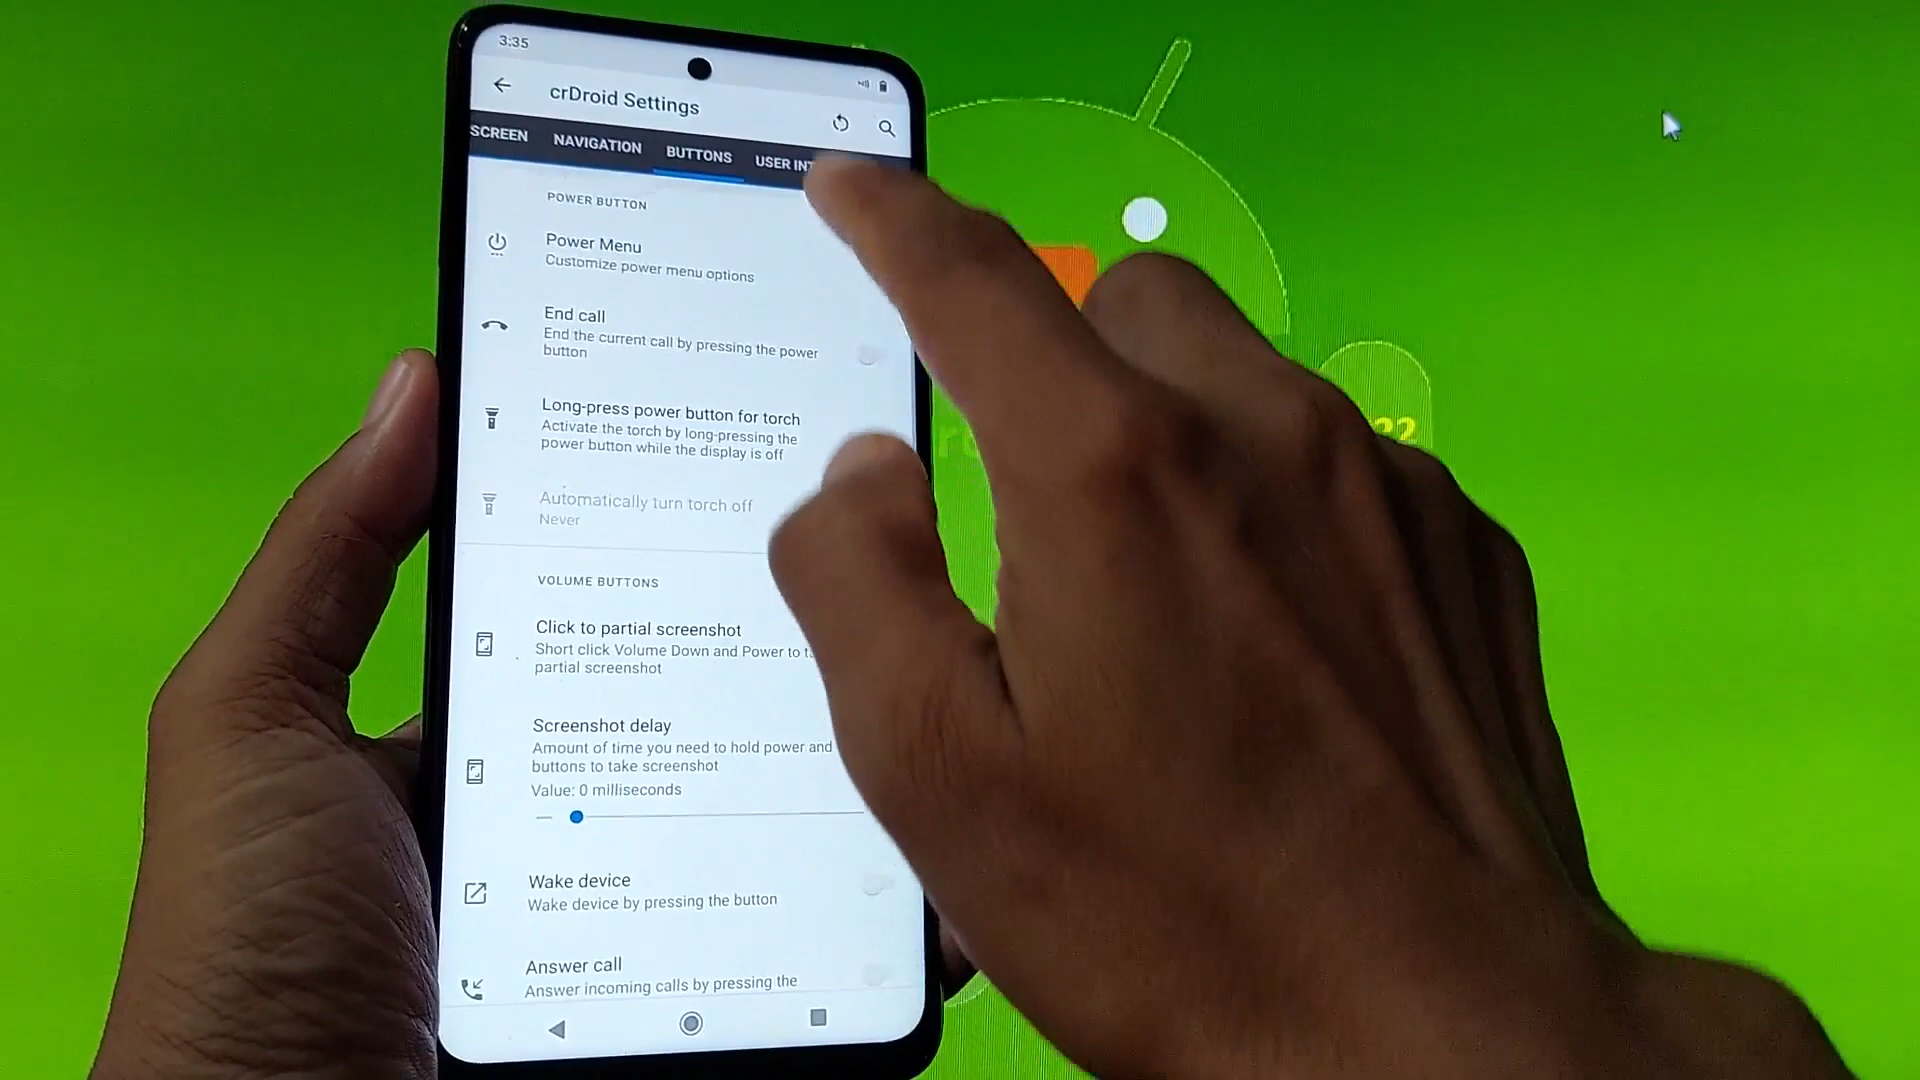 3:35
crDroid Settings
SCREEN NAVIGATION BUTTONS USER INT
POWER BUTTON
Power Menu
Customize power menu options
End call
End the current call by pressing the power
button
Long-press power button for torch
Activate the torch by long-pressing the
power button while the display is off
Automatically turn torch off
Never
VOLUME BUTTONS
Click to partial screenshot
Short click Volume Down and Power to t
partial screenshot
Screenshot delay
Amount of time you need to hold power and
buttons to take screenshot
Value: 0 milliseconds
Wake device
Wake device by pressing the button
Answer call
Answer incoming calls by pressing the